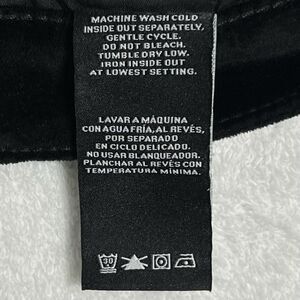 MACHINE WASH COLD
INSIDE OUT SEPARATELY,
GENTLE CYCLE.
DO NOT BLEACH.
TUMBLE DRY LOW.
IRON INSIDE OUT
AT LOWEST SETTING.
LAVAR A MÁQUINA
CON AGUA FRÍA, AL REVÉS,
POR SEPARADO
EN CICLO DELICADO.
NO USAR BLANQUEADOR.
PLANCHAR AL REVÉS CON
TEMPERATURA MÍNIMA.
30